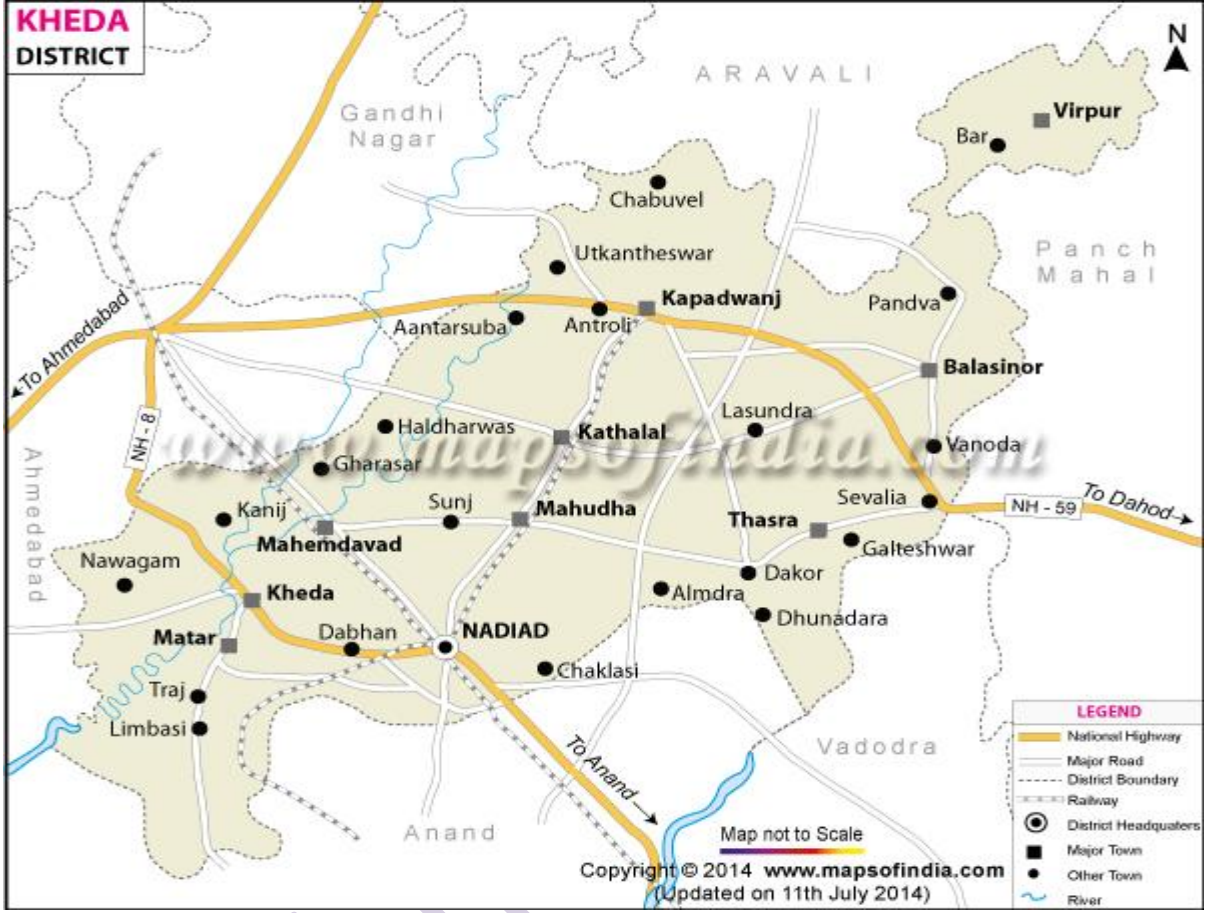 KHEDA
DISTRICT
N
ARAVALI
Gandhi
Nagar
Virpur
Bar
Chabuvel
Panch
Mahal
Utkantheswar
Kapadwanj
Pandva
Aantarsuba
Antroli
To Ahmedabad
Balasinor
Lasundra
Haldharwas
Kathalal
NH - 8
www.mapsofindia.com
Vanoda
Gharasar
Ahmedabad
Sevalia
To Dahod
Kanij
Sunj
Mahudha
NH - 59
Thasra
Mahemdavad
Galteshwar
Nawagam
Dakor
Kheda
Almdra
Dhunadara
Matar
Dabhan
NADIAD
Chaklasi
Traj
Limbasi
To Anand
Vadodra
Anand
LEGEND
National Highway
Major Road
District Boundary
Railway
District Headquaters
Major Town
Other Town
River
Map not to Scale
Copyright © 2014 www.mapsofindia.com
(Updated on 11th July 2014)